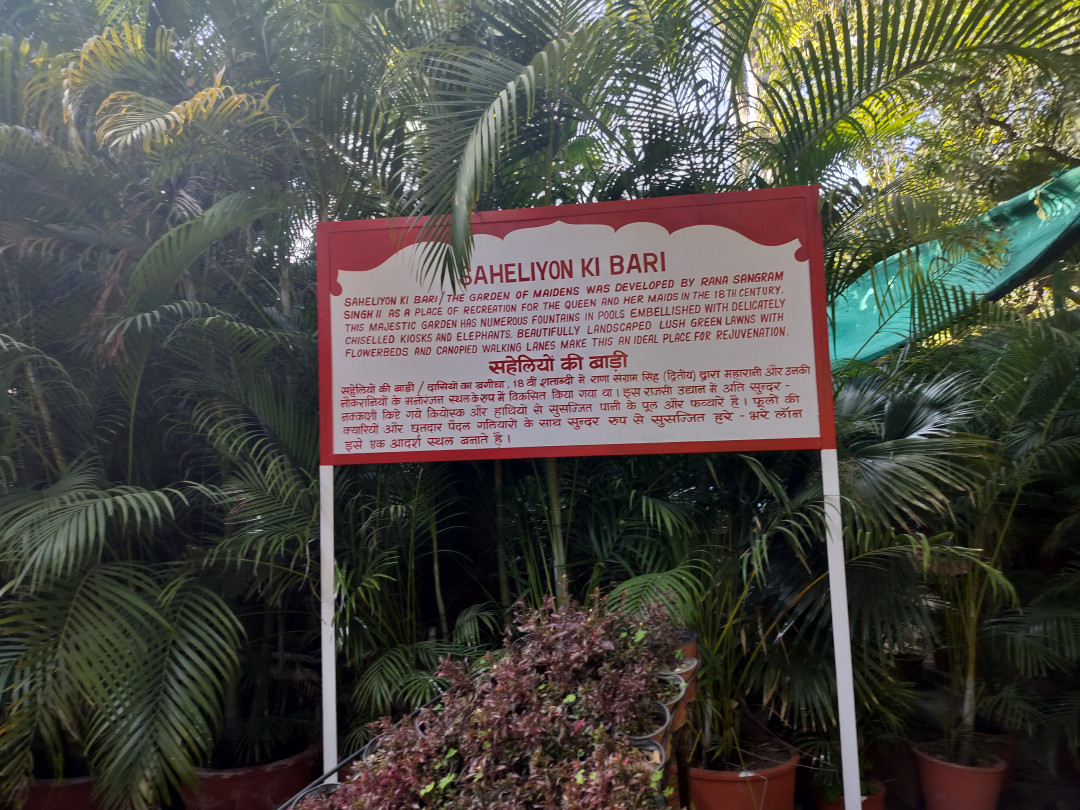 SAHELIYON KI BARI
SAHELIYON KI BARI / THE GARDEN OF MAIDENS WAS DEVELOPED BY RANA SANGRAM
SINGH II AS A PLACE OF RECREATION FOR THE QUEEN AND HER MAIDS IN THE 18 TH CENTURY.
THIS MAJESTIC GARDEN HAS NUMEROUS FOUNTAINS IN POOLS EMBELLISHED WITH DELICATELY
CHISELLED KIOSKS AND ELEPHANTS. BEAUTIFULLY LANDSCAPED LUSH GREEN LAWNS WITH
FLOWERBEDS AND CANOPIED WALKING LANES MAKE THIS AN IDEAL PLACE FOR REJUVENATION.
सहेलियों की बाड़ी
सहेलियों की बाड़ी / दासियों का बगीचा, 18 वीं शताब्दी में राणा संग्राम सिंह (द्वितीय) द्वारा महारानी और उनकी
नौकरानियों के मनोरंजन स्थल के रुप में विकसित किया गया था। इस राजसी उद्यान में अति सुन्दर -
नक्काशी किए गये कियोस्क और हाथियों से सुसज्जित पानी के पूल और फव्वारें है। फूलों की
क्यारियों और छतदार पैदल गलियारों के साथ सुन्दर रुप से सुसज्जित हरे - भरे लॉन
इसे एक आदर्श स्थल बनाते है।